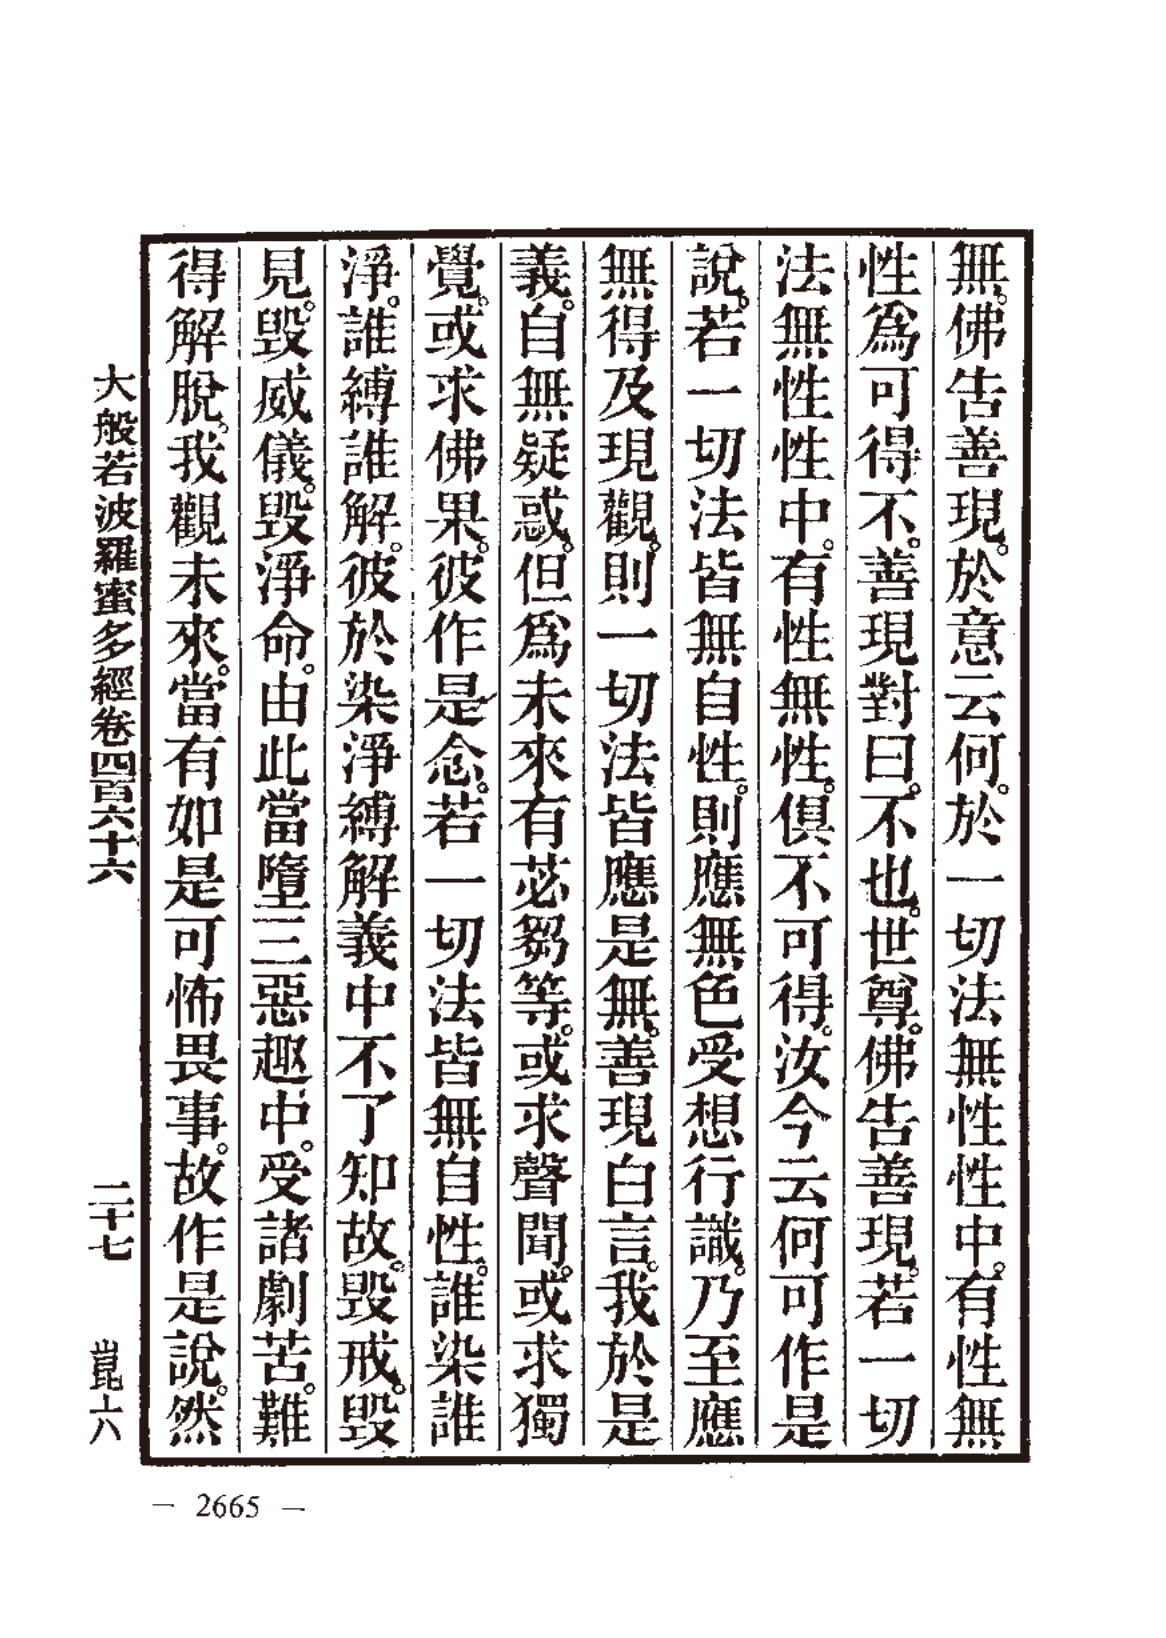 無。佛告善現。於意云何。於一切法無性性中。有性無
性爲可得不。善現對曰。不也。世尊。佛告善現。若一切
法無性性中。有性無性。俱不可得。汝今云何可作是
說。若一切法皆無自性。則應無色受想行識。乃至應
無得及現觀。則一切法皆應是無。善現白言。我於是
義。自無疑惑。但爲未來有苾芻等。或求聲聞。或求獨
覺。或求佛果。彼作是念。若一切法皆無自性。誰染誰
淨。誰縛誰解。彼於染淨縛解義中不了知故。毀戒。毀
見。毀威儀。毀淨命。由此當墮三惡趣中。受諸劇苦。難
得解脫。我觀未來。當有如是可怖畏事。故作是說。然
大般若波羅蜜多經卷四百六十六 二十七 崑六
— 2665 —